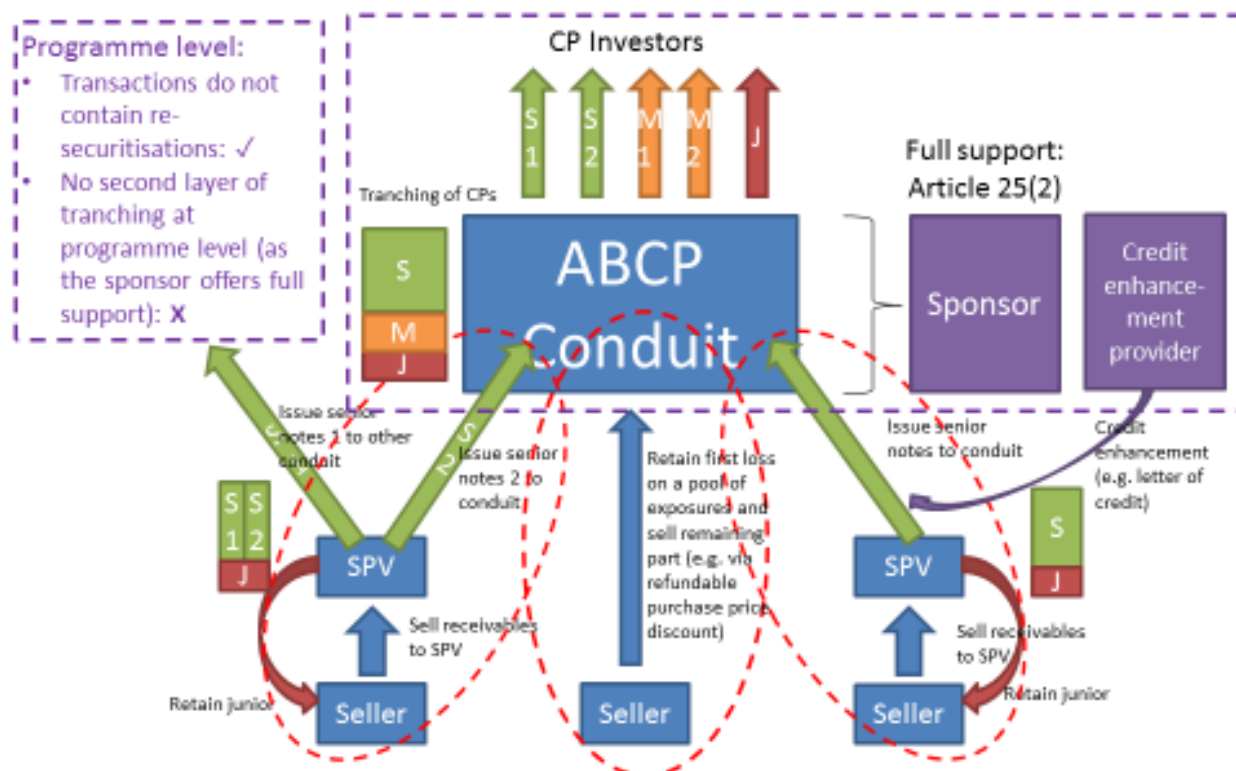 Programme level:
• Transactions do not
contain re-
securitisations: ✓
• No second layer of
tranching at
programme level (as
the sponsor offers full
support): X
CP Investors
S
1
S
2
M
1
M
2
J
Tranching of CPs
S
M
J
ABCP
Conduit
Full support:
Article 25(2)
Sponsor
Credit
enhance-
ment
provider
Issue senior
notes 1 to other
conduit
S 2
Issue senior
notes 2 to
conduit
Retain first loss
on a pool of
exposures and
sell remaining
part (e.g. via
refundable
purchase price
discount)
Issue senior
notes to conduit
Credit
enhancement
(e.g. letter of
credit)
S
1
S
2
J
SPV
Sell receivables
to SPV
Retain junior
Seller
Seller
SPV
S
J
Sell receivables
to SPV
Retain junior
Seller